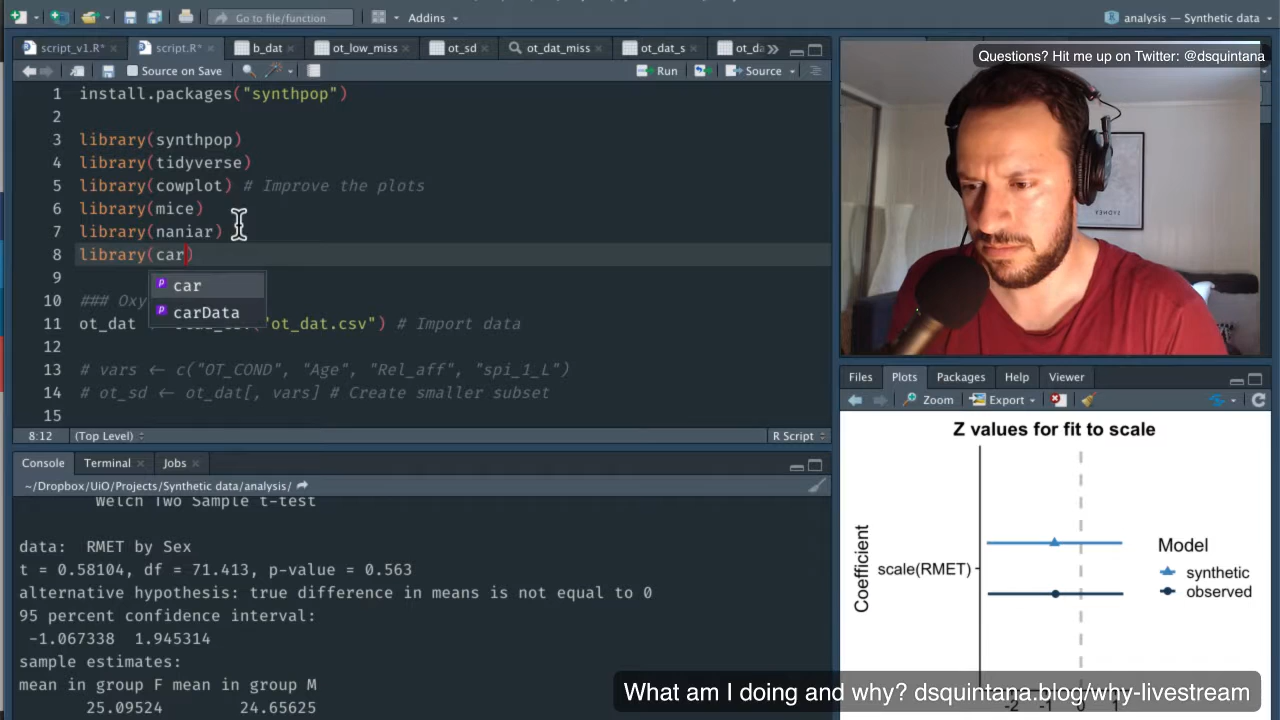 Go to file/function
Addins
analysis — Synthetic data
script_v1.R*
script.R*
b_dat
ot_low_miss
ot_sd
ot_dat_miss
ot_dat_s
Source on Save
Run
Source
1 install.packages("synthpop")
2
3 library(synthpop)
4 library(tidyverse)
5 library(cowplot) # Improve the plots
6 library(mice)
7 library(naniar)
8 library(car)
9
10 ### Oxy
car
carData
11 ot_dat ot_dat.csv") # Import data
12
13 # vars ← c("OT_COND", "Age", "Rel_aff", "spi_1_L")
14 # ot_sd ← ot_dat[, vars] # Create smaller subset
15
8:12 (Top Level) R Script
Console Terminal Jobs
~/Dropbox/UiO/Projects/Synthetic data/analysis/
Welch Two Sample t-test
data: RMET by Sex
t = 0.58104, df = 71.413, p-value = 0.563
alternative hypothesis: true difference in means is not equal to 0
95 percent confidence interval:
-1.067338 1.945314
sample estimates:
mean in group F mean in group M
25.09524 24.65625
Questions? Hit me up on Twitter: @dsquintana
SYDNEY
Files Plots Packages Help Viewer
Zoom Export
Z values for fit to scale
Coefficient
scale(RMET)
Model
synthetic
observed
-2 -1 0 1
What am I doing and why? dsquintana.blog/why-livestream